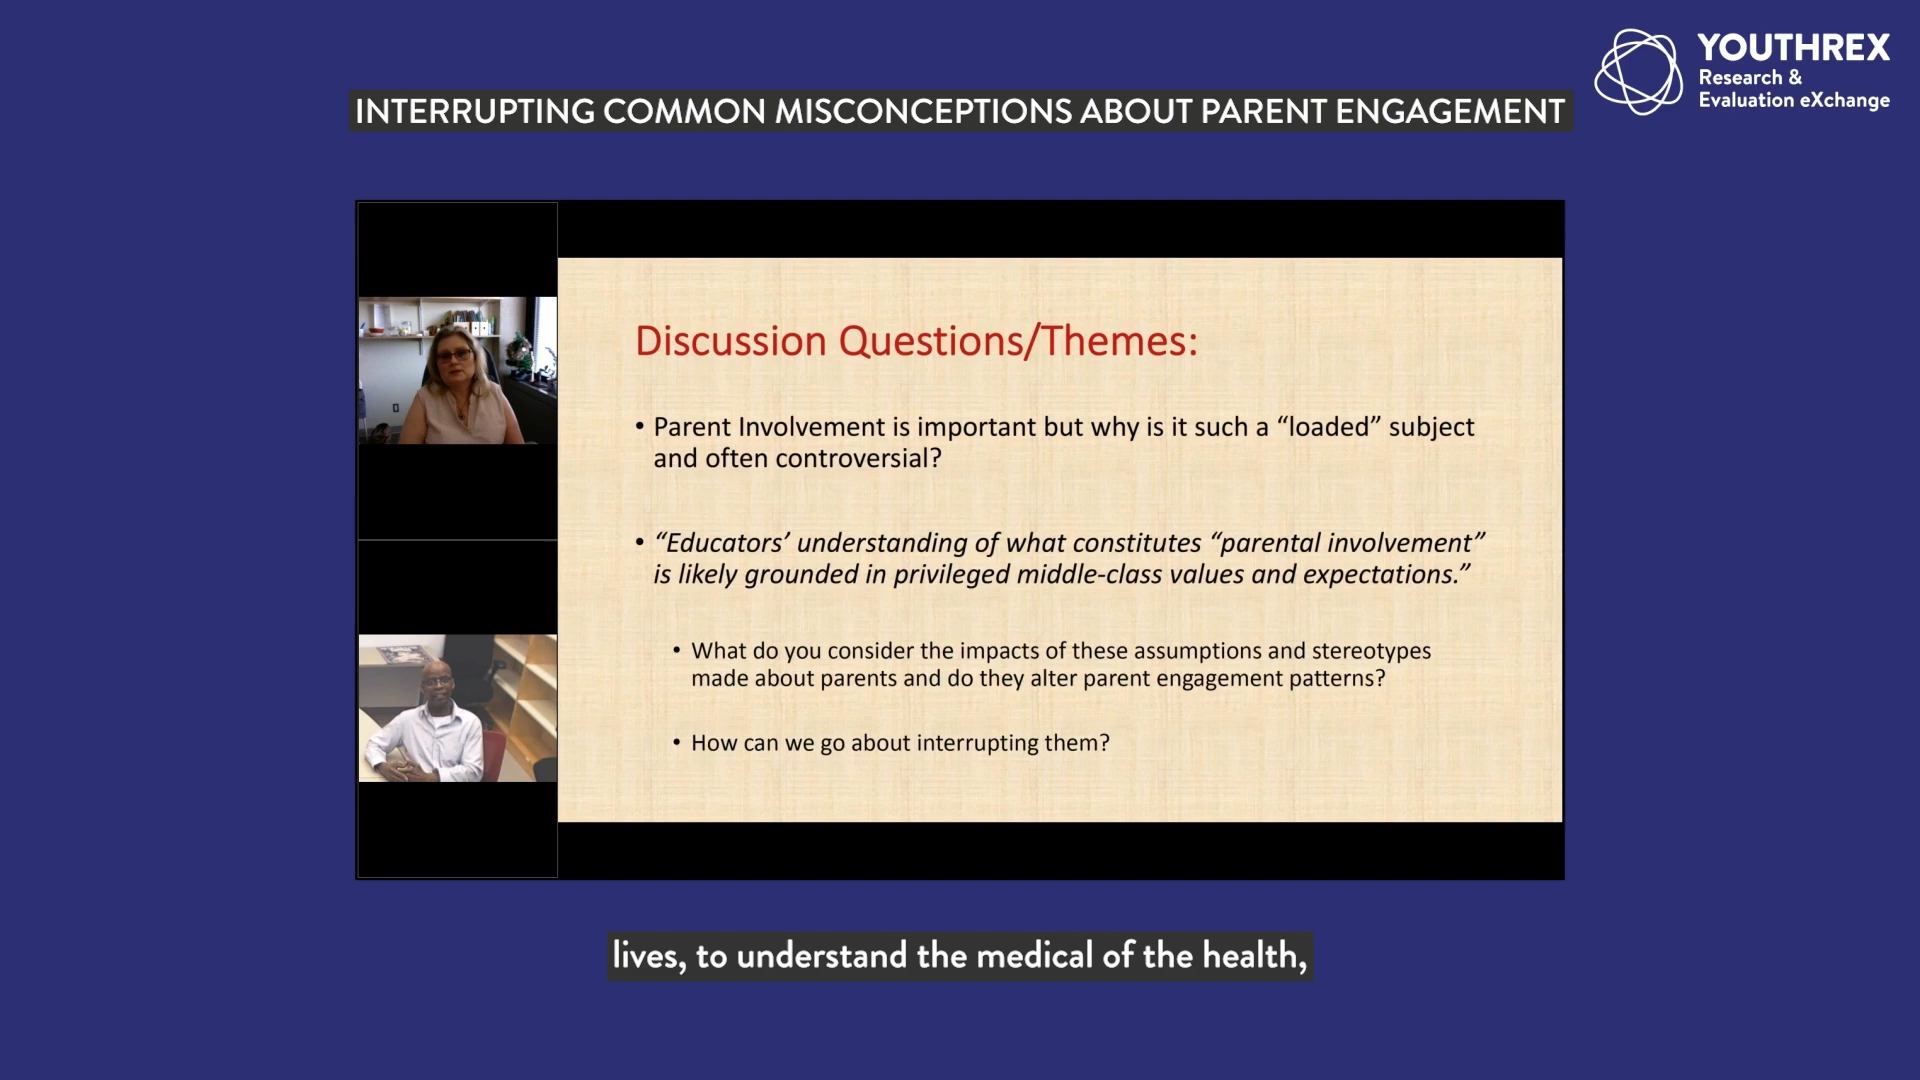 YOUTHREX
Research &
Evaluation eXchange
INTERRUPTING COMMON MISCONCEPTIONS ABOUT PARENT ENGAGEMENT
Discussion Questions/Themes:
• Parent Involvement is important but why is it such a “loaded” subject
and often controversial?
• “Educators’ understanding of what constitutes “parental involvement”
is likely grounded in privileged middle-class values and expectations.”
• What do you consider the impacts of these assumptions and stereotypes
made about parents and do they alter parent engagement patterns?
• How can we go about interrupting them?
lives, to understand the medical of the health,